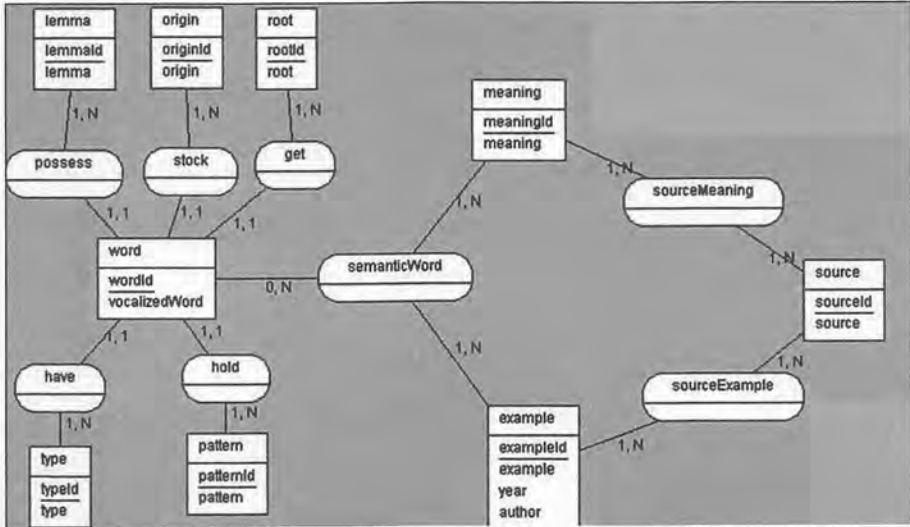 lemma
lemmaId
lemma
origin
originId
origin
root
rootId
root
1, N
1, N
1, N
possess
stock
get
1, 1
1, 1
1, 1
word
wordId
vocalizedWord
0, N
semanticWord
1, N
meaning
meaningId
meaning
1, N
sourceMeaning
1, N
source
sourceId
source
1, N
sourceExample
1, N
1, N
example
exampleId
example
year
author
1, 1
1, 1
have
hold
1, N
1, N
type
typeId
type
pattern
patternId
pattern